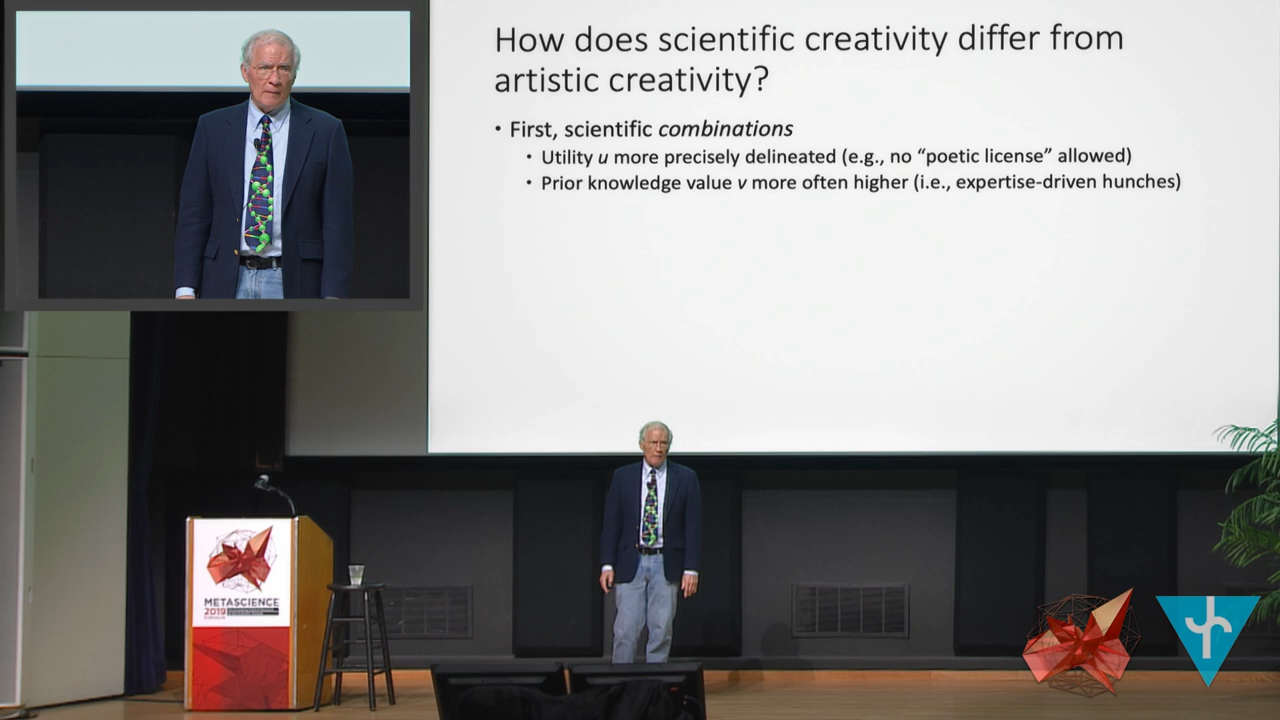 How does scientific creativity differ from
artistic creativity?
• First, scientific combinations
• Utility u more precisely delineated (e.g., no “poetic license” allowed)
• Prior knowledge value v more often higher (i.e., expertise-driven hunches)
METASCIENCE
2019